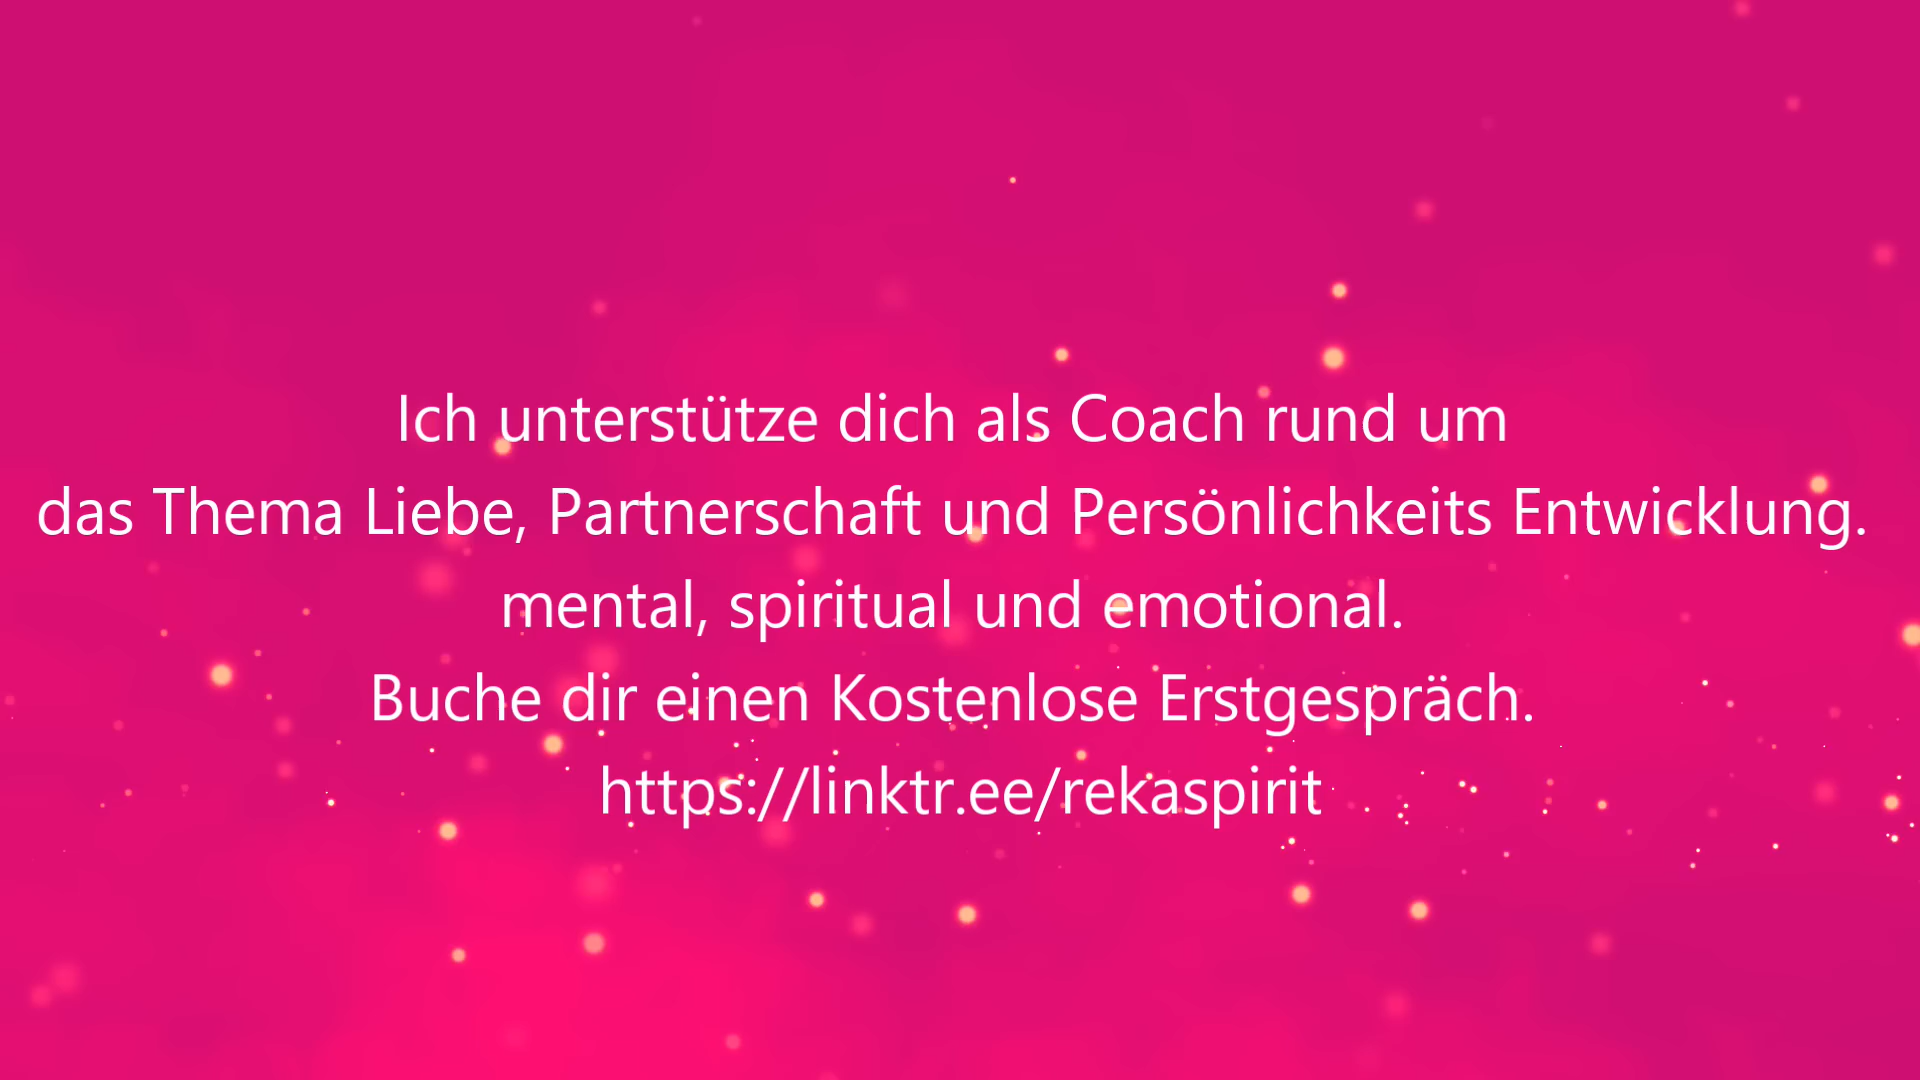 Ich unterstütze dich als Coach rund um
das Thema Liebe, Partnerschaft und Persönlichkeits Entwicklung.
mental, spiritual und emotional.
Buche dir einen Kostenlose Erstgespräch.
https://linktr.ee/rekaspirit